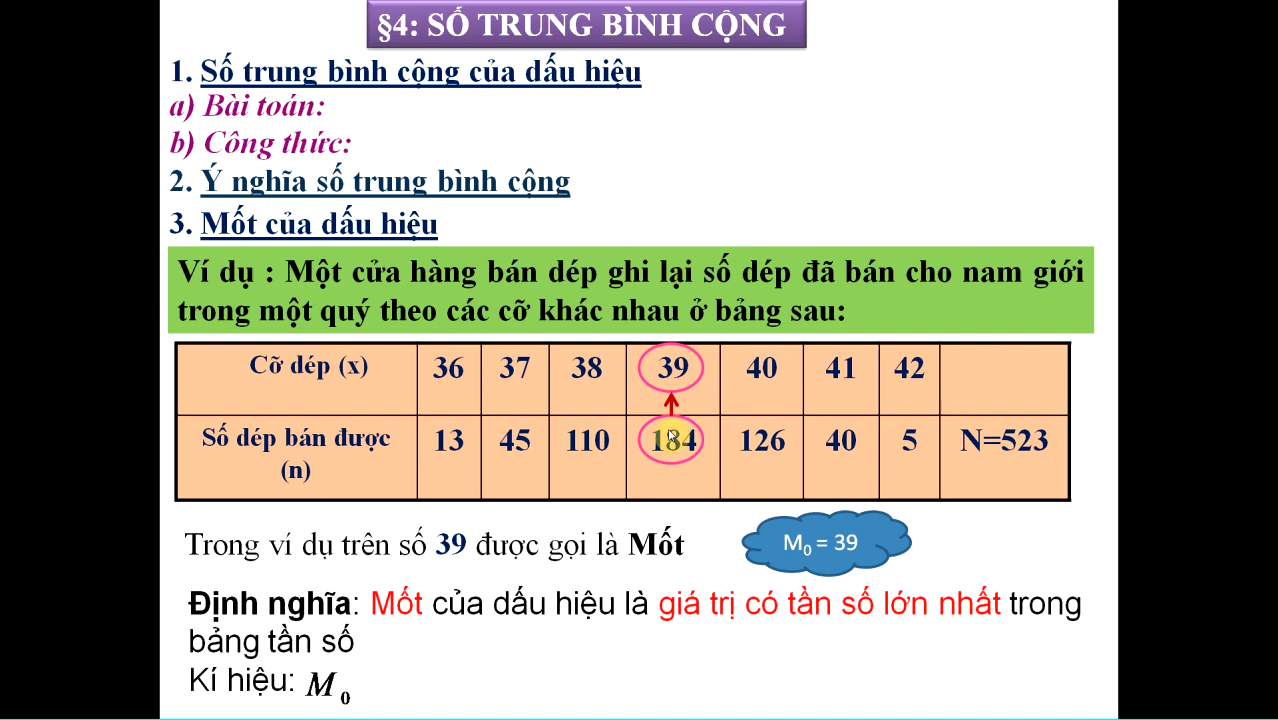 §4: SỐ TRUNG BÌNH CỘNG
1. Số trung bình cộng của dấu hiệu
a) Bài toán:
b) Công thức:
2. Ý nghĩa số trung bình cộng
3. Mốt của dấu hiệu
Ví dụ : Một cửa hàng bán dép ghi lại số dép đã bán cho nam giới
trong một quý theo các cỡ khác nhau ở bảng sau:
Cỡ dép (x) 36 37 38 39 40 41 42
Số dép bán được (n) 13 45 110 184 126 40 5 N=523
Trong ví dụ trên số 39 được gọi là Mốt
M0 = 39
Định nghĩa: Mốt của dấu hiệu là giá trị có tần số lớn nhất trong
bảng tần số
Kí hiệu: M0